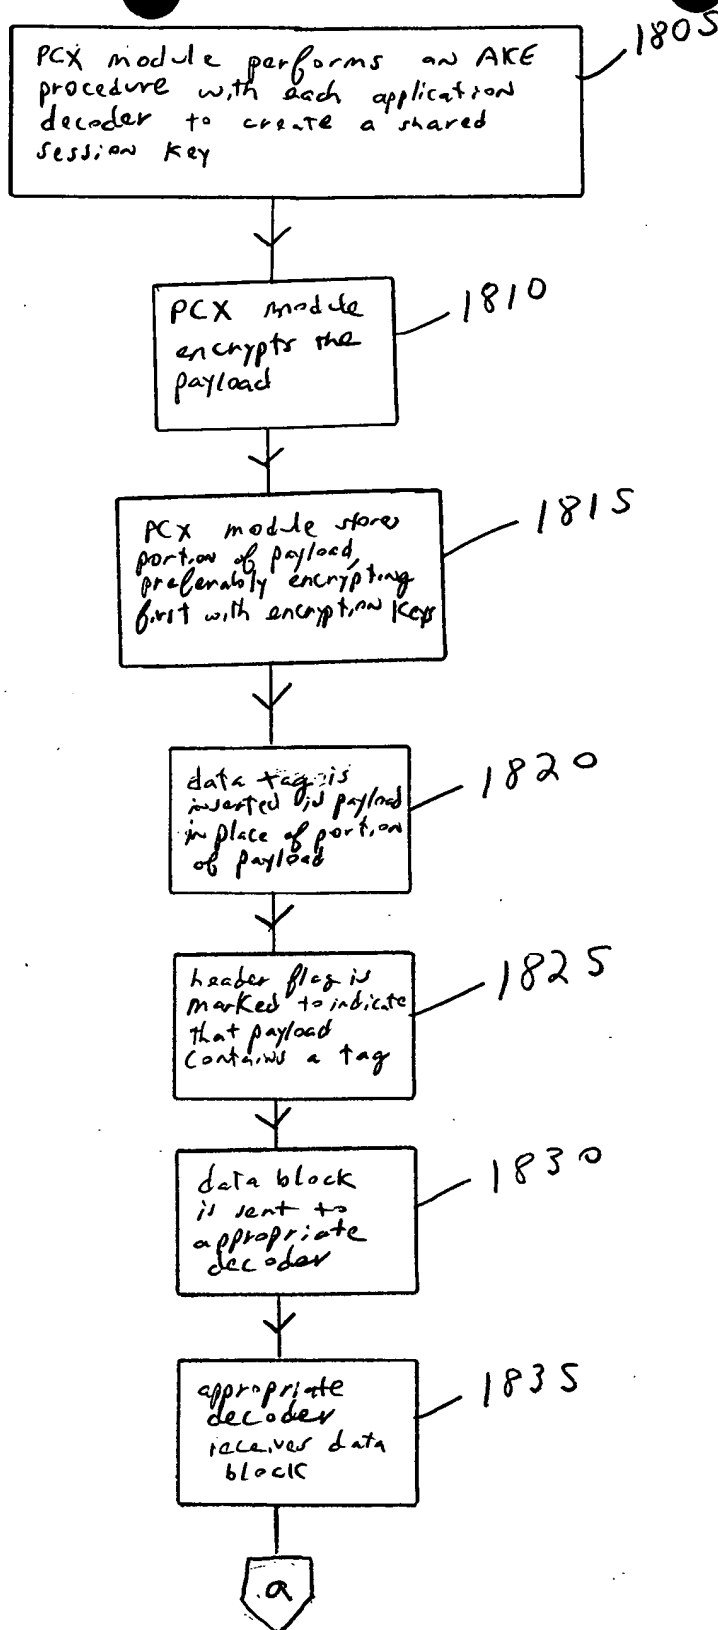 PCX module performs an AKE
procedure with each application
decoder to create a shared
session key
1805
PCX module
encrypts the
payload
1810
PCX module stores
portion of payload,
preferably encrypting
first with encryption keys
1815
data tag is
inserted in payload
in place of portion
of payload
1820
header flag is
marked to indicate
that payload
contains a tag
1825
data block
is sent to
appropriate
decoder
1830
appropriate
decoder
receives data
block
1835
a